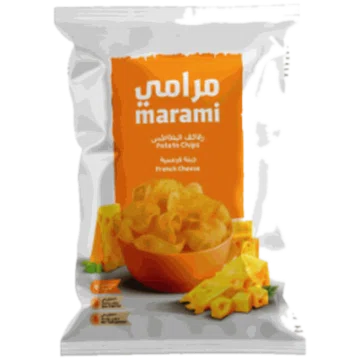 مرامي
marami
رقائق البطاطس
Potato Chips
جبنة فرنسية
French Cheese